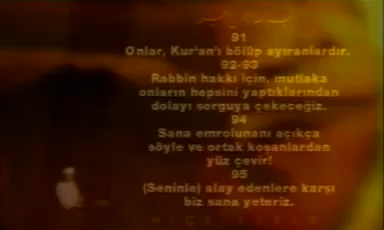 91
Onlar, Kur'an'ı bölüp ayıranlardır.
92-93
Rabbin hakkı için, mutlaka
onların hepsini yaptıklarından
dolayı sorguya çekeceğiz.
94
Sana emrolunanı açıkça
söyle ve ortak koşanlardan
yüz çevir!
95
(Seninle) alay edenlere karşı
biz sana yeteriz.